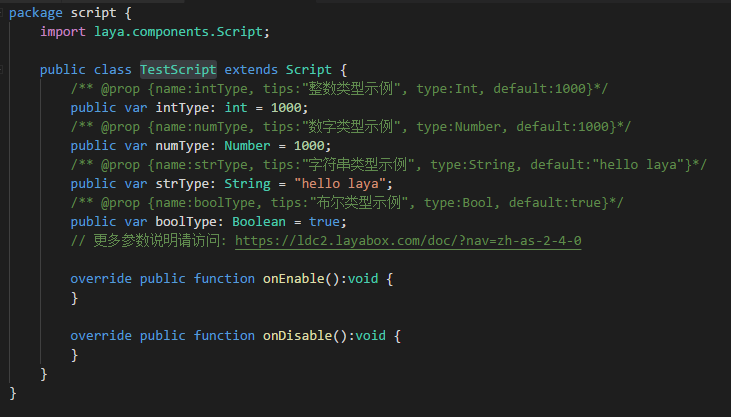 package script {
    import laya.components.Script;

    public class TestScript extends Script {
        /** @prop {name:intType, tips:"整数类型示例", type:Int, default:1000}*/
        public var intType: int = 1000;
        /** @prop {name:numType, tips:"数字类型示例", type:Number, default:1000}*/
        public var numType: Number = 1000;
        /** @prop {name:strType, tips:"字符串类型示例", type:String, default:"hello laya"}*/
        public var strType: String = "hello laya";
        /** @prop {name:boolType, tips:"布尔类型示例", type:Bool, default:true}*/
        public var boolType: Boolean = true;
        // 更多参数说明请访问: https://ldc2.layabox.com/doc/?nav=zh-as-2-4-0

        override public function onEnable():void {
        }

        override public function onDisable():void {
        }
    }
}